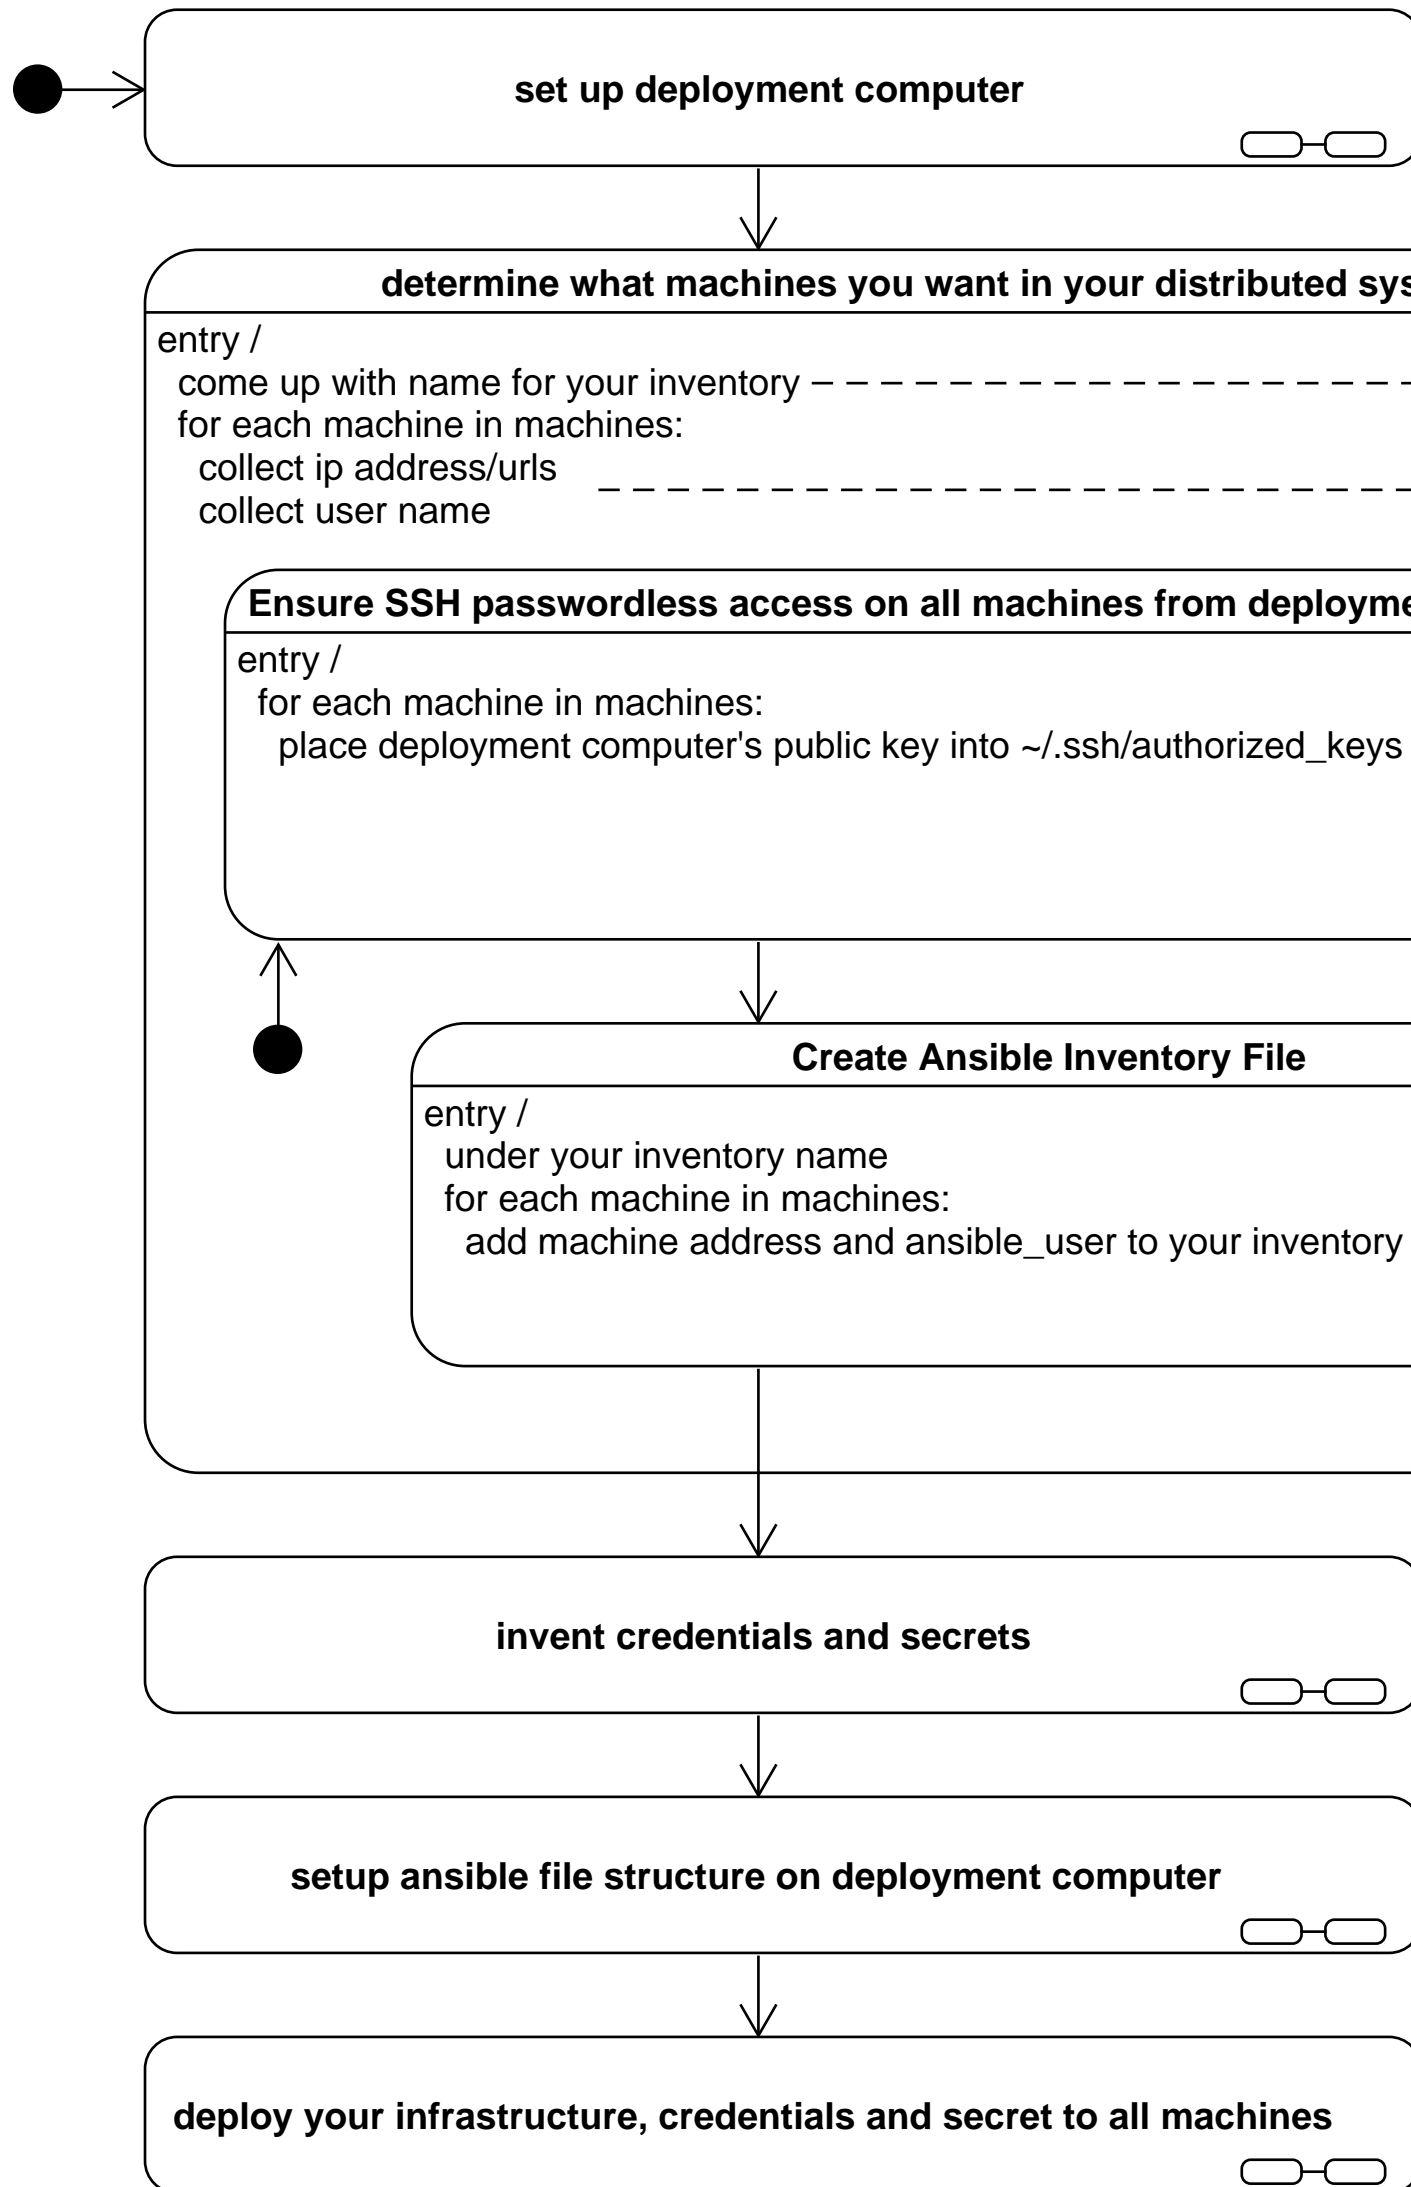 set up deployment computer
determine what machines you want in your distributed
entry /
come up with name for your inventory
for each machine in machines:
collect ip address/urls
collect user name
Ensure SSH passwordless access on all machines from
entry /
for each machine in machines:
place deployment computer's public key into ~/.ssh/authorized_keys
Create Ansible Inventory File
entry /
under your inventory name
for each machine in machines:
add machine address and ansible_user to your inventory
invent credentials and secrets
setup ansible file structure on deployment computer
deploy your infrastructure, credentials and secret to all machines